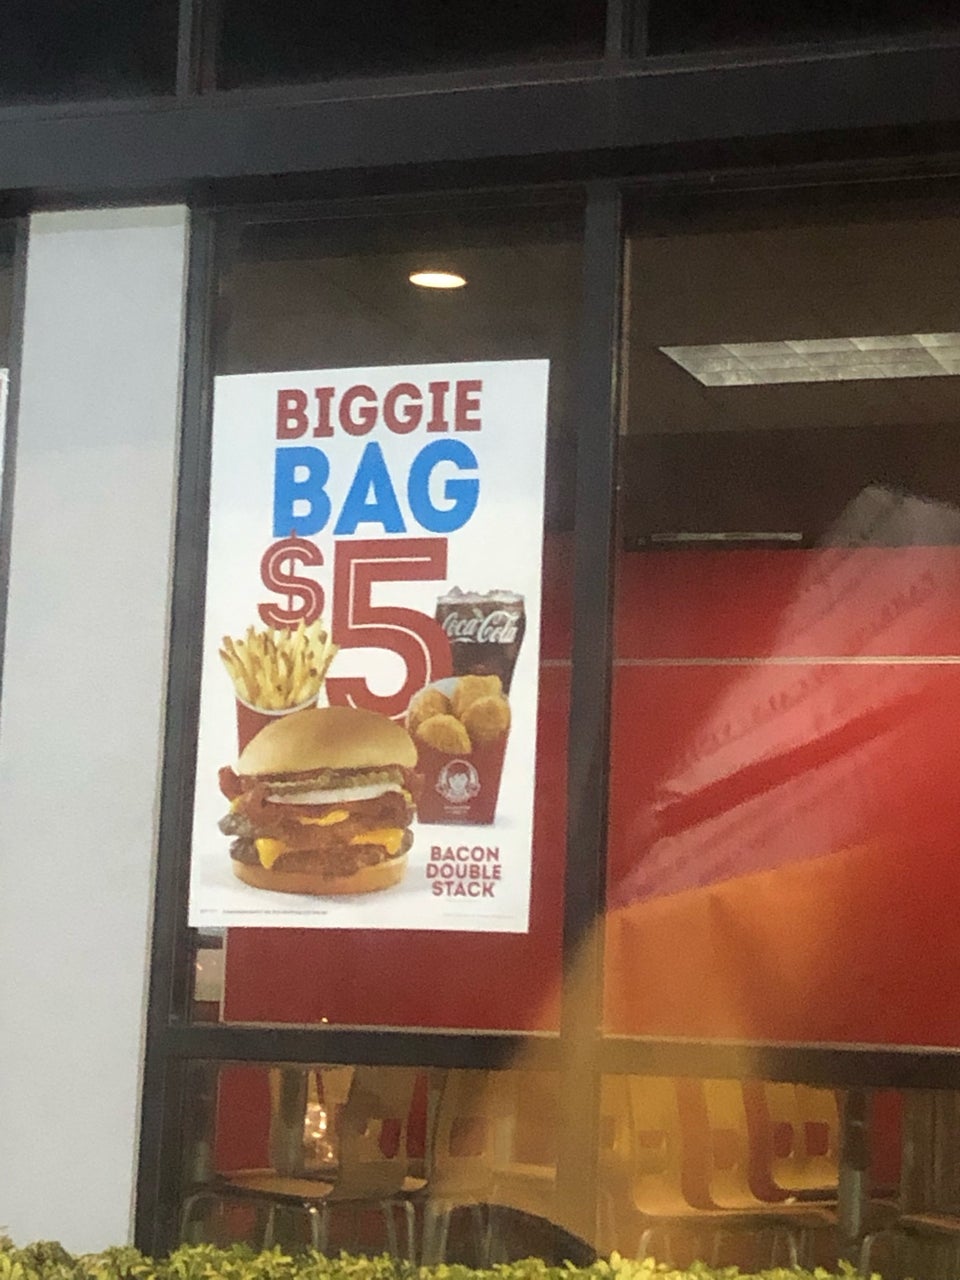 BIGGIE
BAG
$5
Coca-Cola
BACON
DOUBLE
STACK